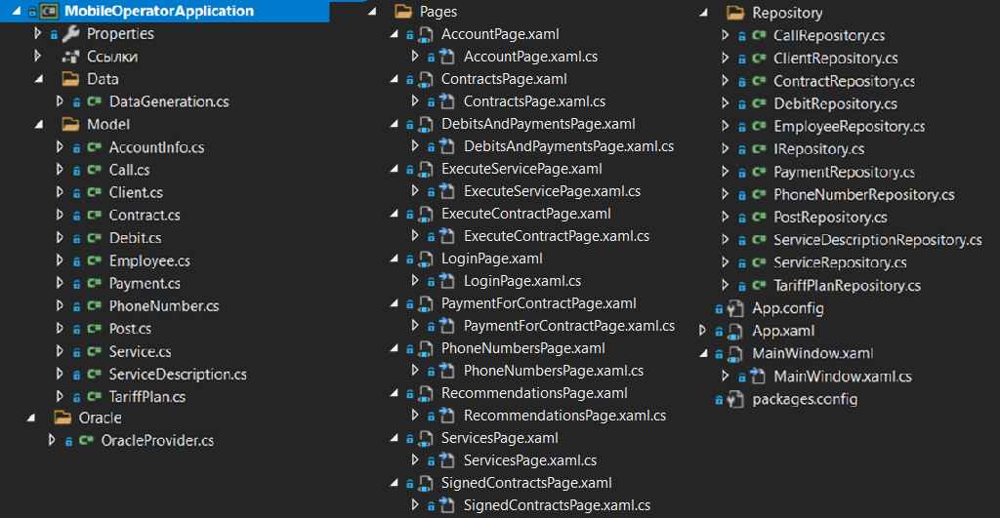 MobileOperatorApplication
Properties
Ссылки
Data
C# DataGeneration.cs
Model
C# AccountInfo.cs
C# Call.cs
C# Client.cs
C# Contract.cs
C# Debit.cs
C# Employee.cs
C# Payment.cs
C# PhoneNumber.cs
C# Post.cs
C# Service.cs
C# ServiceDescription.cs
C# TariffPlan.cs
Oracle
C# OracleProvider.cs
Pages
AccountPage.xaml
AccountPage.xaml.cs
ContractsPage.xaml
ContractsPage.xaml.cs
DebitsAndPaymentsPage.xaml
DebitsAndPaymentsPage.xaml.cs
ExecuteServicePage.xaml
ExecuteServicePage.xaml.cs
ExecuteContractPage.xaml
ExecuteContractPage.xaml.cs
LoginPage.xaml
LoginPage.xaml.cs
PaymentForContractPage.xaml
PaymentForContractPage.xaml.cs
PhoneNumbersPage.xaml
PhoneNumbersPage.xaml.cs
RecommendationsPage.xaml
RecommendationsPage.xaml.cs
ServicesPage.xaml
ServicesPage.xaml.cs
SignedContractsPage.xaml
SignedContractsPage.xaml.cs
Repository
C# CallRepository.cs
C# ClientRepository.cs
C# ContractRepository.cs
C# DebitRepository.cs
C# EmployeeRepository.cs
C# IRepository.cs
C# PaymentRepository.cs
C# PhoneNumberRepository.cs
C# PostRepository.cs
C# ServiceDescriptionRepository.cs
C# ServiceRepository.cs
C# TariffPlanRepository.cs
App.config
App.xaml
MainWindow.xaml
MainWindow.xaml.cs
packages.config